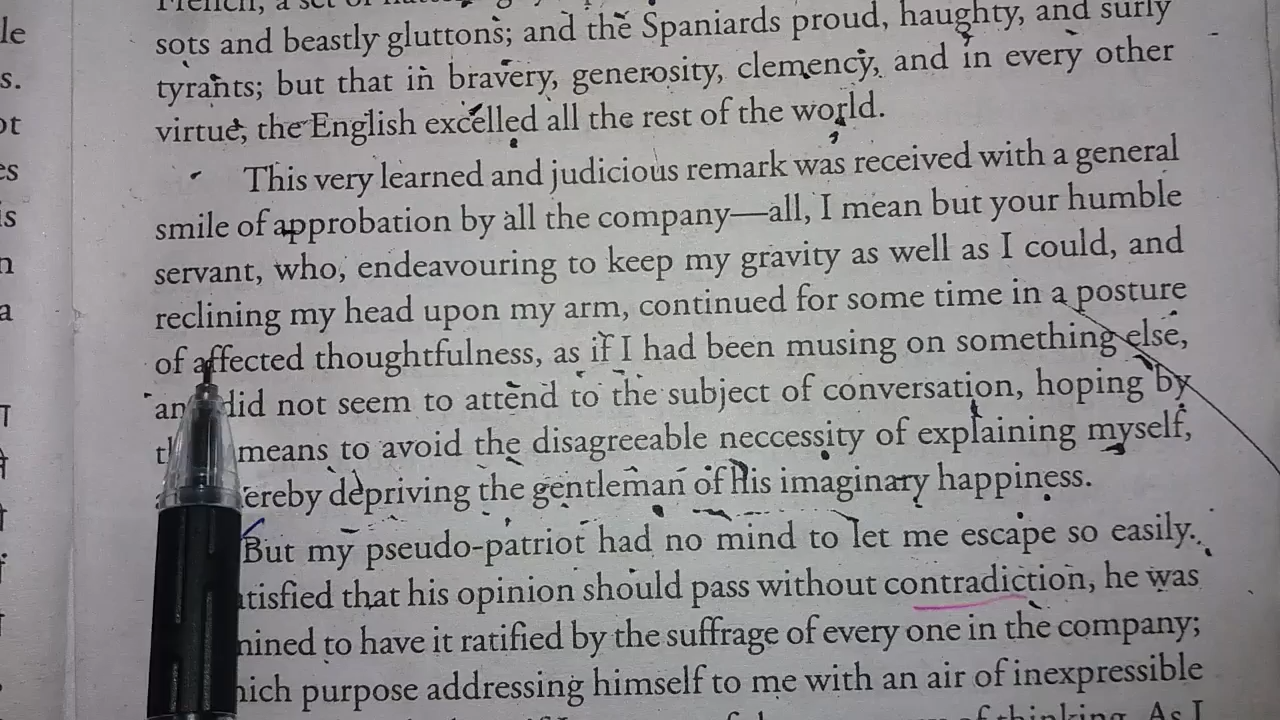 sots and beastly gluttons; and the Spaniards proud, haughty, and surly
tyrants; but that in bravery, generosity, clemency, and in every other
virtue, the English excelled all the rest of the world.
This very learned and judicious remark was received with a general
smile of approbation by all the company—all, I mean but your humble
servant, who, endeavouring to keep my gravity as well as I could, and
reclining my head upon my arm, continued for some time in a posture
of affected thoughtfulness, as if I had been musing on something else,
and did not seem to attend to the subject of conversation, hoping by
means to avoid the disagreeable neccessity of explaining myself,
ereby depriving the gentleman of his imaginary happiness.
But my pseudo-patriot had no mind to let me escape so easily.
tisfied that his opinion should pass without contradiction, he was
mined to have it ratified by the suffrage of every one in the company;
hich purpose addressing himself to me with an air of inexpressible
of thinking. As I